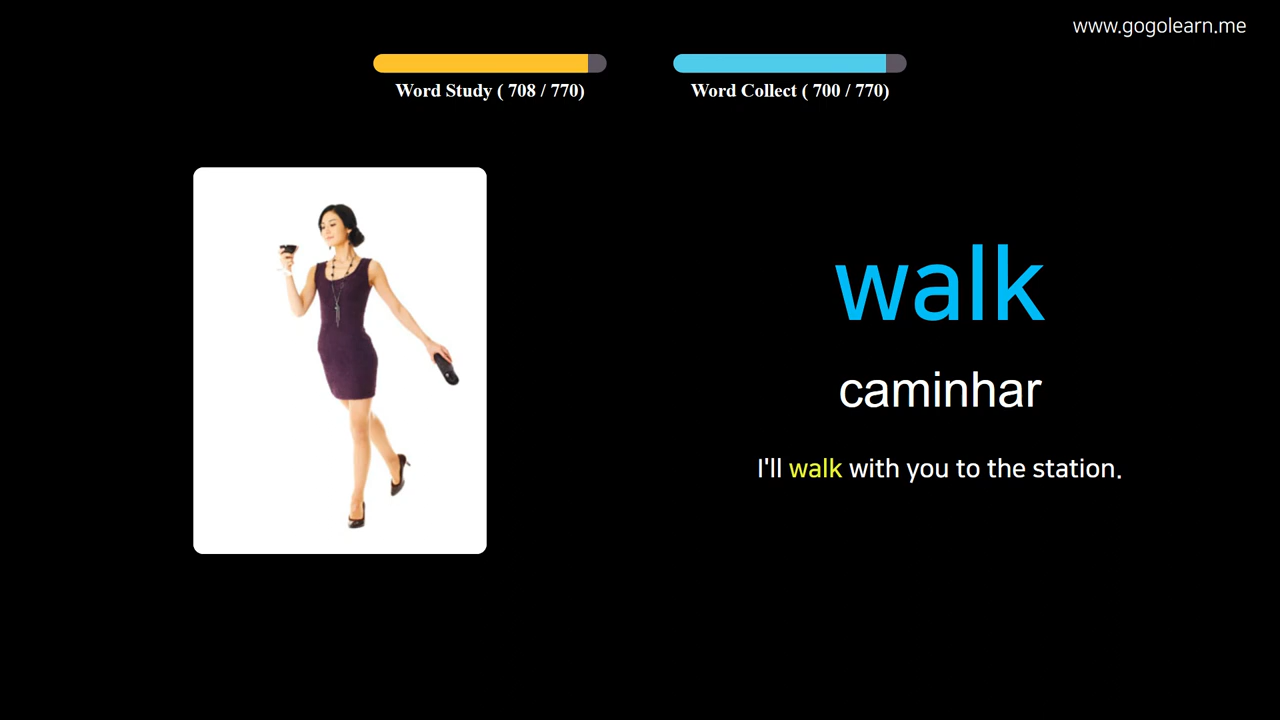 www.gogolearn.me
Word Study ( 708 / 770)
Word Collect ( 700 / 770)
walk
caminhar
I'll walk with you to the station.